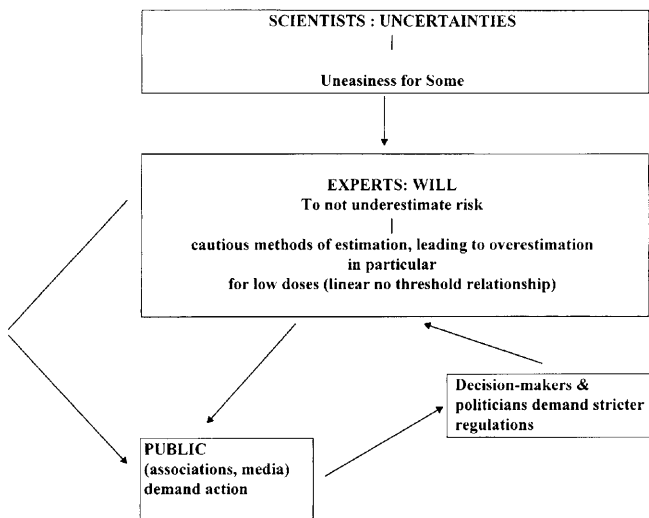 SCIENTISTS : UNCERTAINTIES
|
Uneasiness for Some
EXPERTS: WILL
To not underestimate risk
|
cautious methods of estimation, leading to overestimation
in particular
for low doses (linear no threshold relationship)
Decision-makers &
politicians demand stricter
regulations
PUBLIC
(associations, media)
demand action